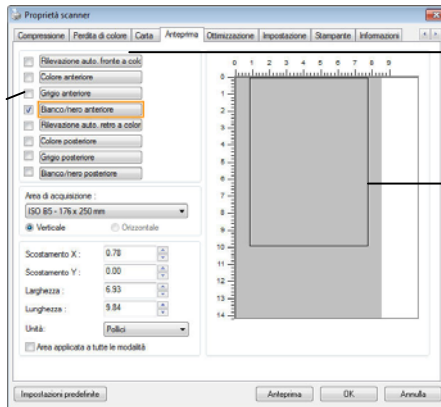 Proprietà scanner
Compressione Perdita di colore Carta Anteprima Ottimizzazione Impostazione Stampante Informazioni
Rilevazione auto. fronte a colo
Colore anteriore
Grigio anteriore
Bianco/nero anteriore
Rilevazione auto. retro a color
Colore posteriore
Grigio posteriore
Bianco/nero posteriore
Area di acquisizione :
ISO B5 - 176 x 250 mm
Verticale Orizzontale
Scostamento X : 0.78
Scostamento Y : 0.00
Larghezza : 6.93
Lunghezza : 9.84
Unità: Pollici
Area applicata a tutte le modalità
0 1 2 3 4 5 6 7 8 9
0
1
2
3
4
5
6
7
8
9
10
11
12
13
14
Impostazioni predefinite Anteprima OK Annulla